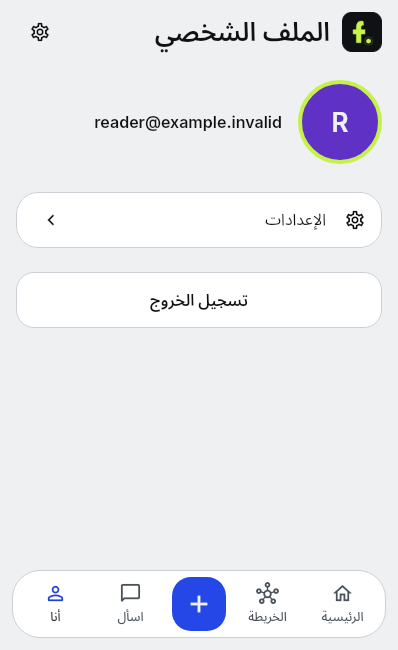 f.
الملف الشخصي
R
reader@example.invalid
الإعدادات
تسجيل الخروج
الرئيسية
الخريطة
اسأل
أنا